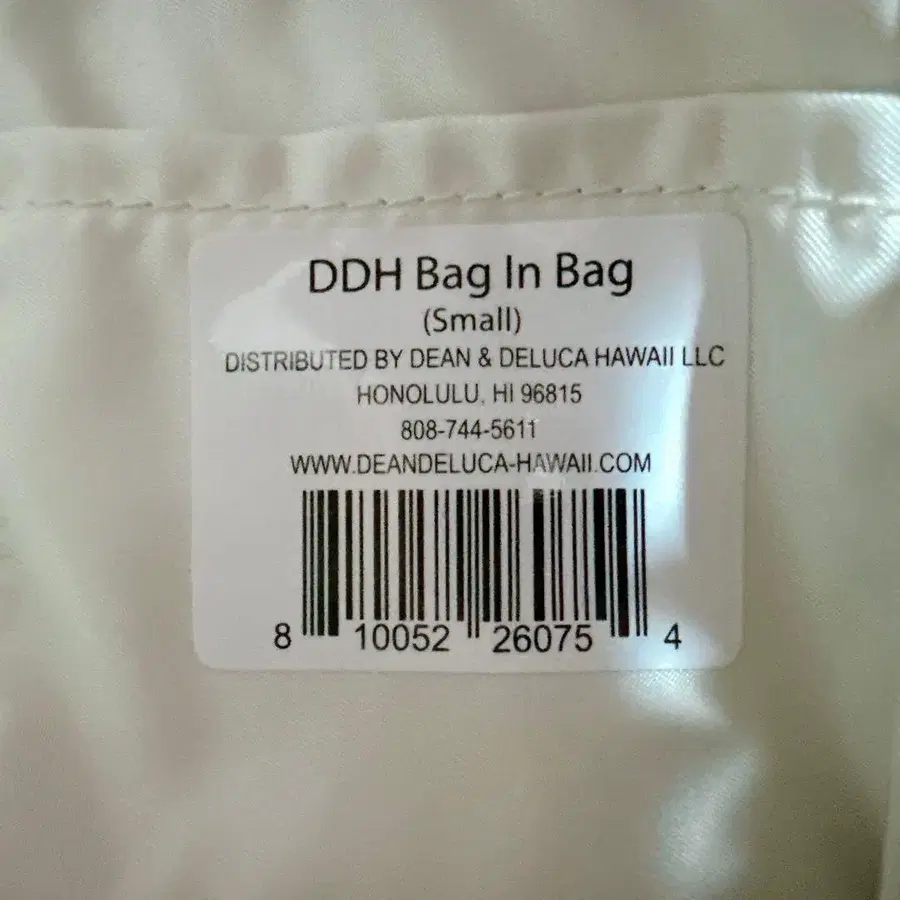 DDH Bag In Bag
(Small)
DISTRIBUTED BY DEAN & DELUCA HAWAII LLC
HONOLULU, HI 96815
808-744-5611
WWW.DEANDELUCA-HAWAII.COM
8 10052 26075 4